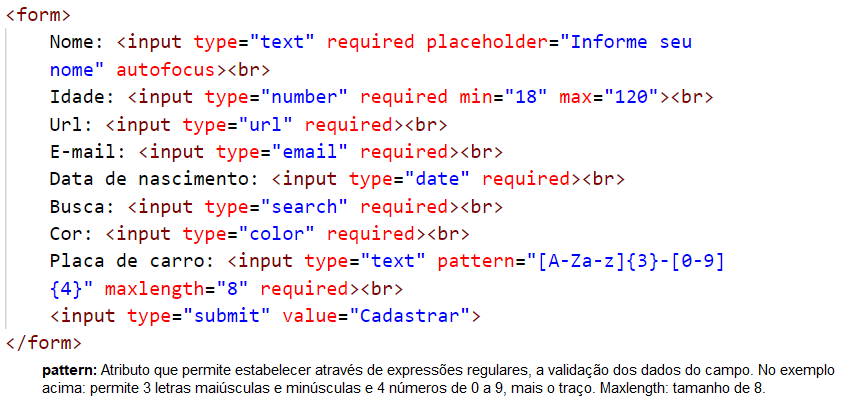 <form>
Nome: <input type="text" required placeholder="Informe seu
nome" autofocus><br>
Idade: <input type="number" required min="18" max="120"><br>
Url: <input type="url" required><br>
E-mail: <input type="email" required><br>
Data de nascimento: <input type="date" required><br>
Busca: <input type="search" required><br>
Cor: <input type="color" required><br>
Placa de carro: <input type="text" pattern="[A-Za-z]{3}-[0-9]
{4}" maxlength="8" required><br>
<input type="submit" value="Cadastrar">
</form>
pattern: Atributo que permite estabelecer através de expressões regulares, a validação dos dados do campo. No exemplo
acima: permite 3 letras maiúsculas e minúsculas e 4 números de 0 a 9, mais o traço. Maxlength: tamanho de 8.